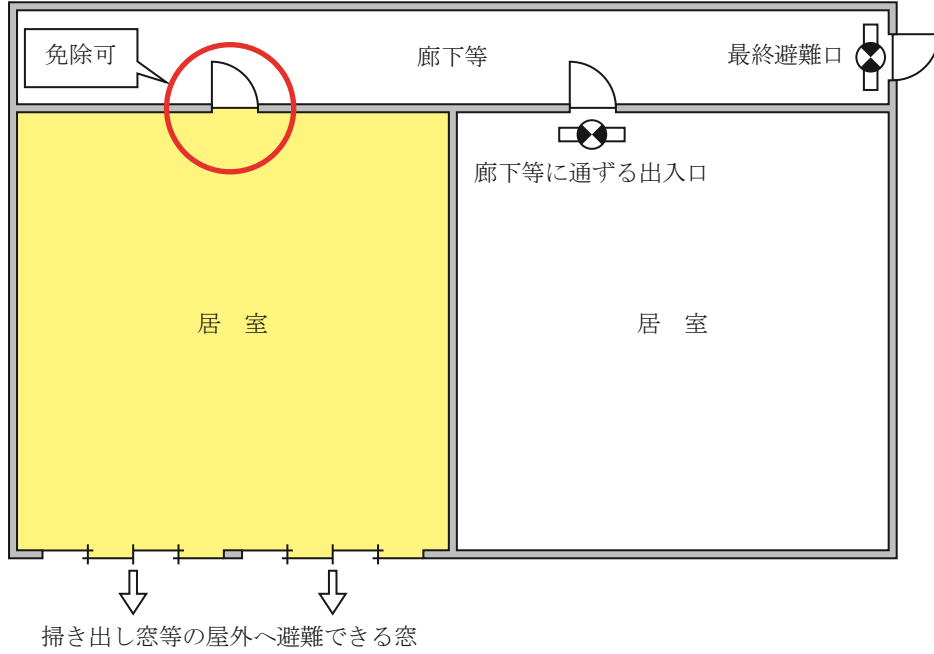 免除可
廊下等
最終避難口
廊下等に通ずる出入口
居 室
居 室
掃き出し窓等の屋外へ避難できる窓